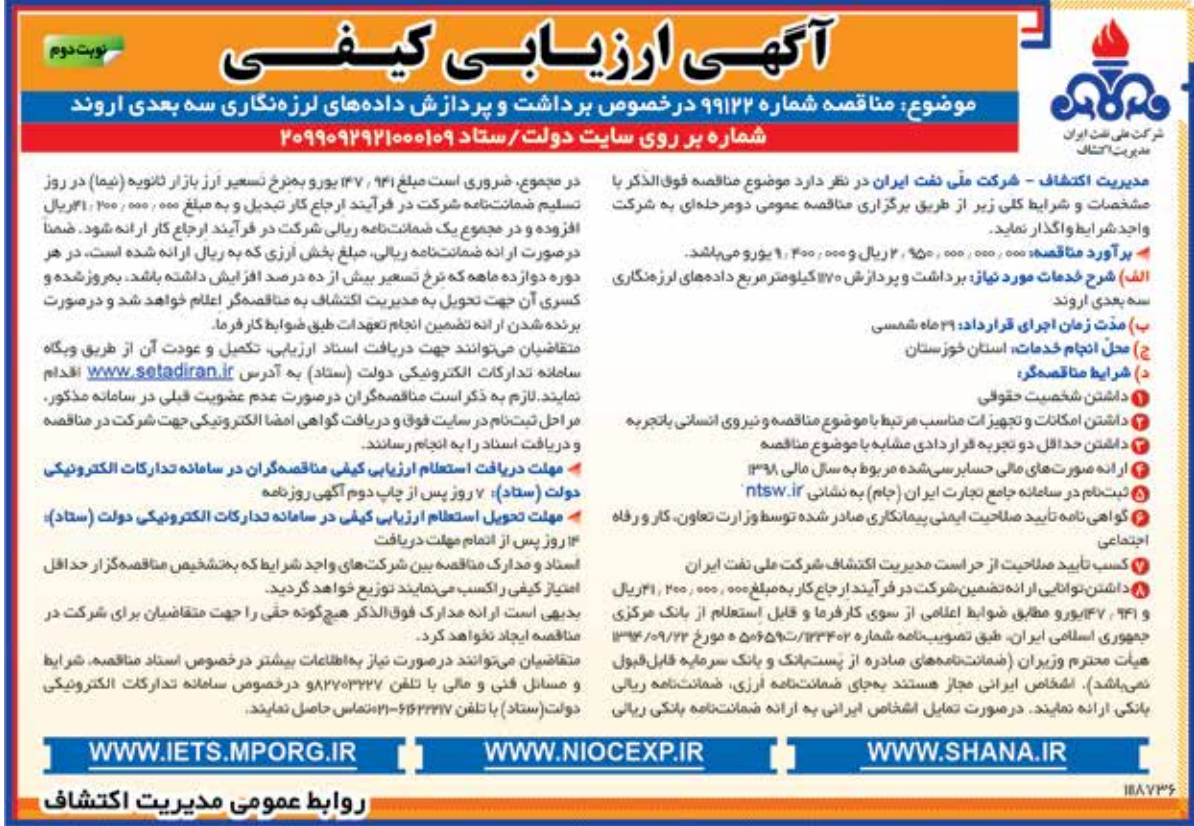 نوبت دوم
آگهی ارزیابی کیفی
موضوع: مناقصه شماره ۹۹۱۲۲ درخصوص برداشت و پردازش داده‌های لرزه‌نگاری سه بعدی اروند
شماره بر روی سایت دولت/ستاد ۲۰۹۹۰۹۲۹۲۱۰۰۰۱۰۹
شرکت ملی نفت ایران
مدیریت اکتشاف
مدیریت اکتشاف - شرکت ملّی نفت ایران در نظر دارد موضوع مناقصه فوق‌الذکر با
مشخصات و شرایط کلی زیر از طریق برگزاری مناقصه عمومی دومرحله‌ای به شرکت
واجدشرایط واگذار نماید.
برآورد مناقصه: ۲٫۹۵۰٫۰۰۰٫۰۰۰٫۰۰۰ ریال و ۹٫۴۰۰٫۰۰۰ یورو می‌باشد.
الف) شرح خدمات مورد نیاز: برداشت و پردازش ۱۱۷۰ کیلومتر مربع داده‌های لرزه‌نگاری
سه بعدی اروند
ب) مدّت زمان اجرای قرارداد: ۲۹ ماه شمسی
ج) محلّ انجام خدمات: استان خوزستان
د) شرایط مناقصه‌گر:
۱ داشتن شخصیت حقوقی
۲ داشتن امکانات و تجهیزات مناسب مرتبط با موضوع مناقصه و نیروی انسانی باتجربه
۳ داشتن حداقل دو تجربه قراردادی مشابه با موضوع مناقصه
۴ ارائه صورت‌های مالی حسابرسی‌شده مربوط به سال مالی ۱۳۹۸
۵ ثبت‌نام در سامانه جامع تجارت ایران (جام) به نشانی ntsw.ir
۶ گواهی نامه تأیید صلاحیت ایمنی پیمانکاری صادر شده توسط وزارت تعاون، کار و رفاه
اجتماعی
۷ کسب تأیید صلاحیت از حراست مدیریت اکتشاف شرکت ملی نفت ایران
۸ داشتن توانایی ارائه تضمین شرکت در فرآیند ارجاع کار به مبلغ ۴۱٫۲۰۰٫۰۰۰٫۰۰۰ ریال
و ۱۴۷٫۹۴۱ یورو مطابق ضوابط اعلامی از سوی کارفرما و قابل استعلام از بانک مرکزی
جمهوری اسلامی ایران، طبق تصویب‌نامه شماره ۱۲۳۴۰۲/ت۵۰۶۵۹ ه مورخ ۱۳۹۴/۰۹/۲۲
هیأت محترم وزیران (ضمانت‌نامه‌های صادره از پُست‌بانک و بانک سرمایه قابل‌قبول
نمی‌باشد). اشخاص ایرانی مجاز هستند به‌جای ضمانت‌نامه ارزی، ضمانت‌نامه ریالی
بانکی ارائه نمایند. درصورت تمایل اشخاص ایرانی به ارائه ضمانت‌نامه بانکی ریالی
در مجموع، ضروری است مبلغ ۱۴۷٫۹۴۱ یورو به‌نرخ تسعیر ارز بازار ثانویه (نیما) در روز
تسلیم ضمانت‌نامه شرکت در فرآیند ارجاع کار تبدیل و به مبلغ ۴۱٫۲۰۰٫۰۰۰٫۰۰۰ریال
افزوده و در مجموع یک ضمانت‌نامه ریالی شرکت در فرآیند ارجاع کار ارائه شود. ضمناً
درصورت ارائه ضمانت‌نامه ریالی، مبلغ بخش ارزی که به ریال ارائه شده است، در هر
دوره دوازده ماهه که نرخ تسعیر بیش از ده درصد افزایش داشته باشد، به‌روزشده و
کسری آن جهت تحویل به مدیریت اکتشاف به مناقصه‌گر اعلام خواهد شد و درصورت
برنده شدن ارائه تضمین انجام تعهدات طبق ضوابط کارفرما.
متقاضیان می‌توانند جهت دریافت اسناد ارزیابی، تکمیل و عودت آن از طریق وبگاه
سامانه تدارکات الکترونیکی دولت (ستاد) به آدرس www.setadiran.ir اقدام
نمایند.لازم به ذکر است مناقصه‌گران درصورت عدم عضویت قبلی در سامانه مذکور،
مراحل ثبت‌نام در سایت فوق و دریافت گواهی امضا الکترونیکی جهت شرکت در مناقصه
و دریافت اسناد را به انجام رسانند.
مهلت دریافت استعلام ارزیابی کیفی مناقصه‌گران در سامانه تدارکات الکترونیکی
دولت (ستاد): ۷ روز پس از چاپ دوم آگهی روزنامه
مهلت تحویل استعلام ارزیابی کیفی در سامانه تدارکات الکترونیکی دولت (ستاد):
۱۴ روز پس از اتمام مهلت دریافت
اسناد و مدارک مناقصه بین شرکت‌های واجد شرایط که به‌تشخیص مناقصه‌گزار حداقل
امتیاز کیفی را کسب می‌نمایند توزیع خواهد گردید.
بدیهی است ارائه مدارک فوق‌الذکر هیچگونه حقّی را جهت متقاضیان برای شرکت در
مناقصه ایجاد نخواهد کرد.
متقاضیان می‌توانند درصورت نیاز به‌اطلاعات بیشتر درخصوص اسناد مناقصه، شرایط
و مسائل فنی و مالی با تلفن ۸۲۷۰۳۲۲۷و درخصوص سامانه تدارکات الکترونیکی
دولت(ستاد) با تلفن ۶۱۶۲۲۲۱۷-۰۲۱تماس حاصل نمایند.
WWW.IETS.MPORG.IR WWW.NIOCEXP.IR WWW.SHANA.IR
۱۱۱۸۷۳۶
روابط عمومی مدیریت اکتشاف